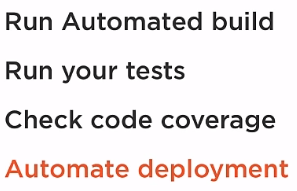 Run Automated build
Run your tests
Check code coverage
Automate deployment